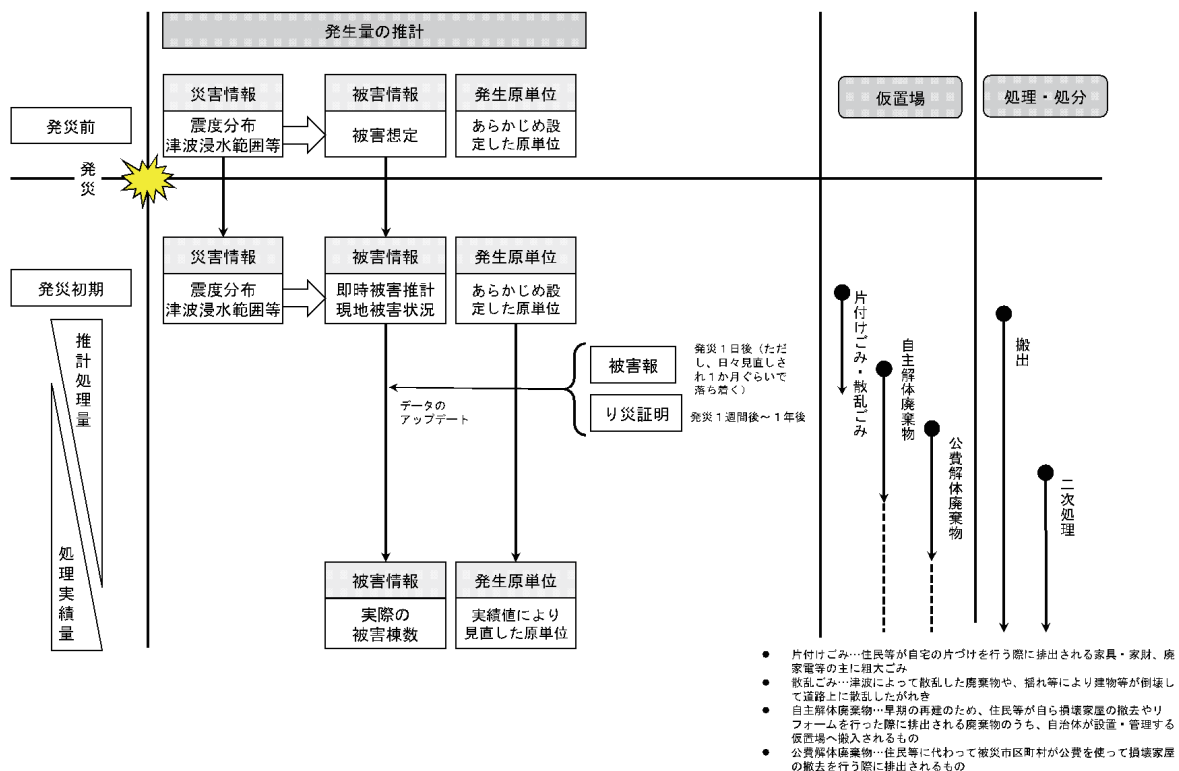 発生量の推計
仮置場
処理・処分
発災前
災害情報
震度分布
津波浸水範囲等
被害情報
被害想定
発生原単位
あらかじめ設
定した原単位
発災
発災初期
災害情報
震度分布
津波浸水範囲等
被害情報
即時被害推計
現地被害状況
発生原単位
あらかじめ設
定した原単位
推計処理量
処理実績量
データの
アップデート
被害報
発災1日後（ただ
し、日々見直しさ
れ1か月ぐらいで
落ち着く）
り災証明
発災1週間後～1年後
被害情報
実際の
被害棟数
発生原単位
実績値により
見直した原単位
片付けごみ・散乱ごみ
自主解体廃棄物
公費解体廃棄物
搬出
二次処理
● 片付けごみ…住民等が自宅の片づけを行う際に排出される家具・家財、廃
家電等の主に粗大ごみ
● 散乱ごみ…津波によって散乱した廃棄物や、揺れ等により建物等が倒壊し
て道路上に散乱したがれき
● 自主解体廃棄物…早期の再建のため、住民等が自ら損壊家屋の撤去やリ
フォームを行った際に排出される廃棄物のうち、自治体が設置・管理する
仮置場へ搬入されるもの
● 公費解体廃棄物…住民等に代わって被災市区町村が公費を使って損壊家屋
の撤去を行う際に排出されるもの